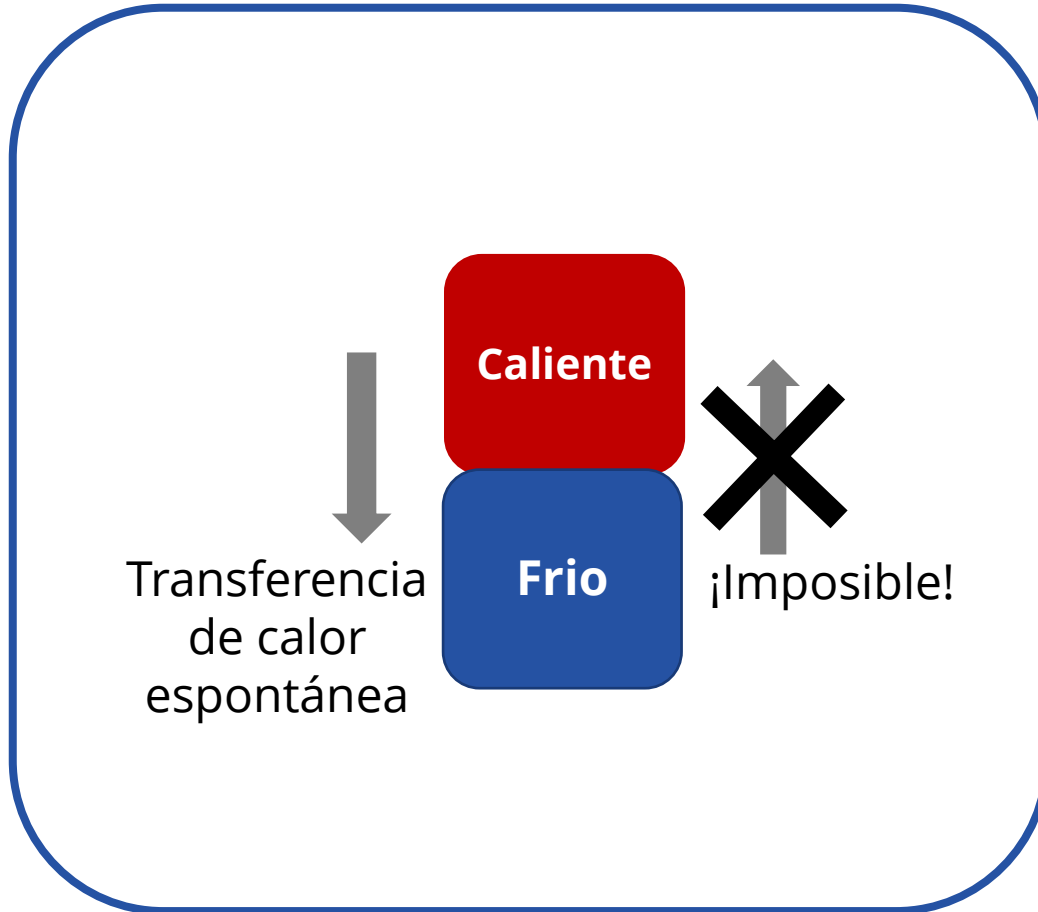 Caliente
Frio
Transferencia
de calor
espontánea
¡Imposible!